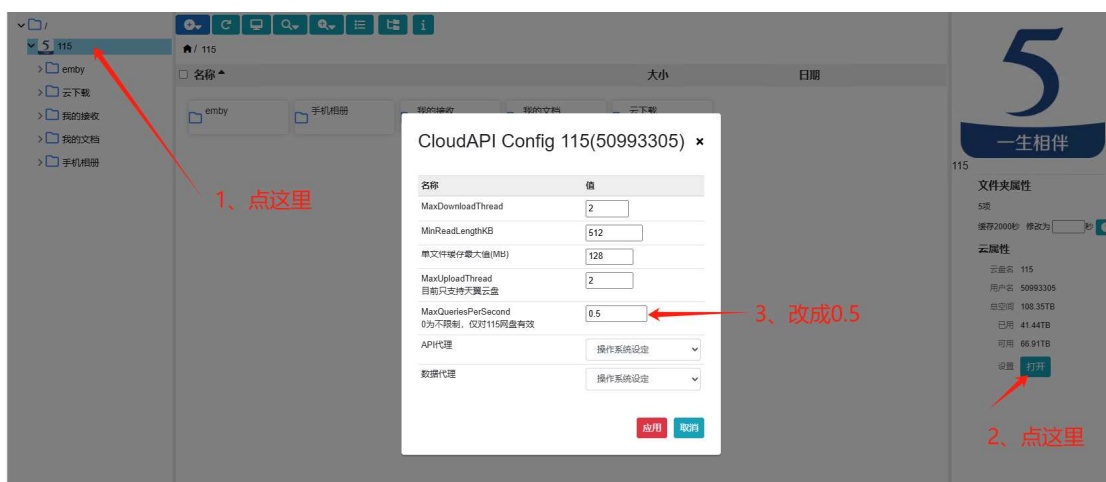 /
5 115
emby
云下载
我的接收
我的文档
手机相册
1、点这里
/ 115
名称
大小
日期
emby
手机相册
我的接收
我的文档
云下载
CloudAPI Config 115(50993305) ×
名称 值
MaxDownloadThread 2
MinReadLengthKB 512
单文件缓存最大值(MB) 128
MaxUploadThread 2
目前只支持天翼云盘
MaxQueriesPerSecond 0.5
0为不限制，仅对115网盘有效
API代理 操作系统设定
数据代理 操作系统设定
应用 取消
3、改成0.5
5
一生相伴
115
文件夹属性
5项
缓存2000秒 修改为 秒
云属性
云盘名 115
用户名 50993305
总空间 108.35TB
已用 41.44TB
可用 66.91TB
设置 打开
2、点这里